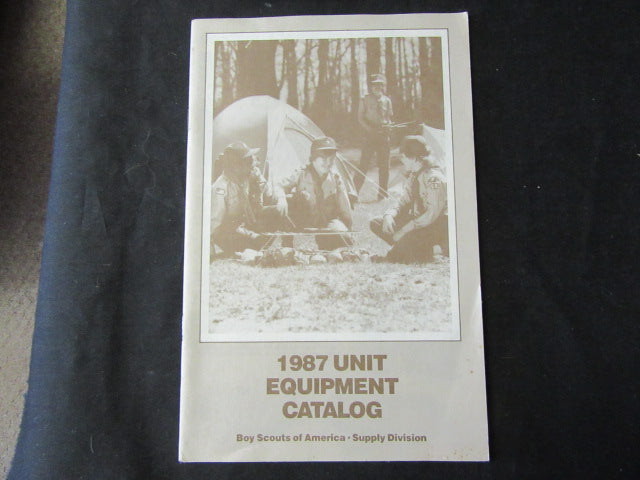 1987 UNIT
EQUIPMENT
CATALOG
Boy Scouts of America • Supply Division